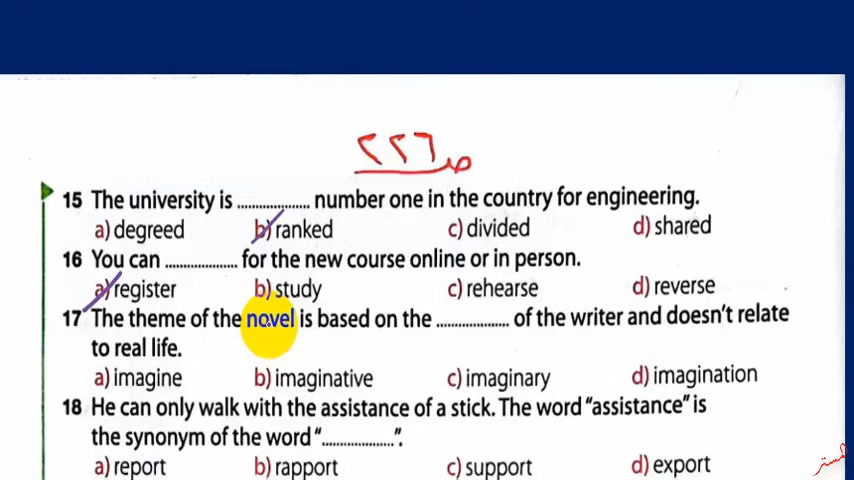 ص ٢٢٦
15 The university is .................... number one in the country for engineering.
a) degreed b) ranked c) divided d) shared
16 You can .................... for the new course online or in person.
a) register b) study c) rehearse d) reverse
17 The theme of the novel is based on the .................... of the writer and doesn't relate
to real life.
a) imagine b) imaginative c) imaginary d) imagination
18 He can only walk with the assistance of a stick. The word "assistance" is
the synonym of the word "....................".
a) report b) rapport c) support d) export